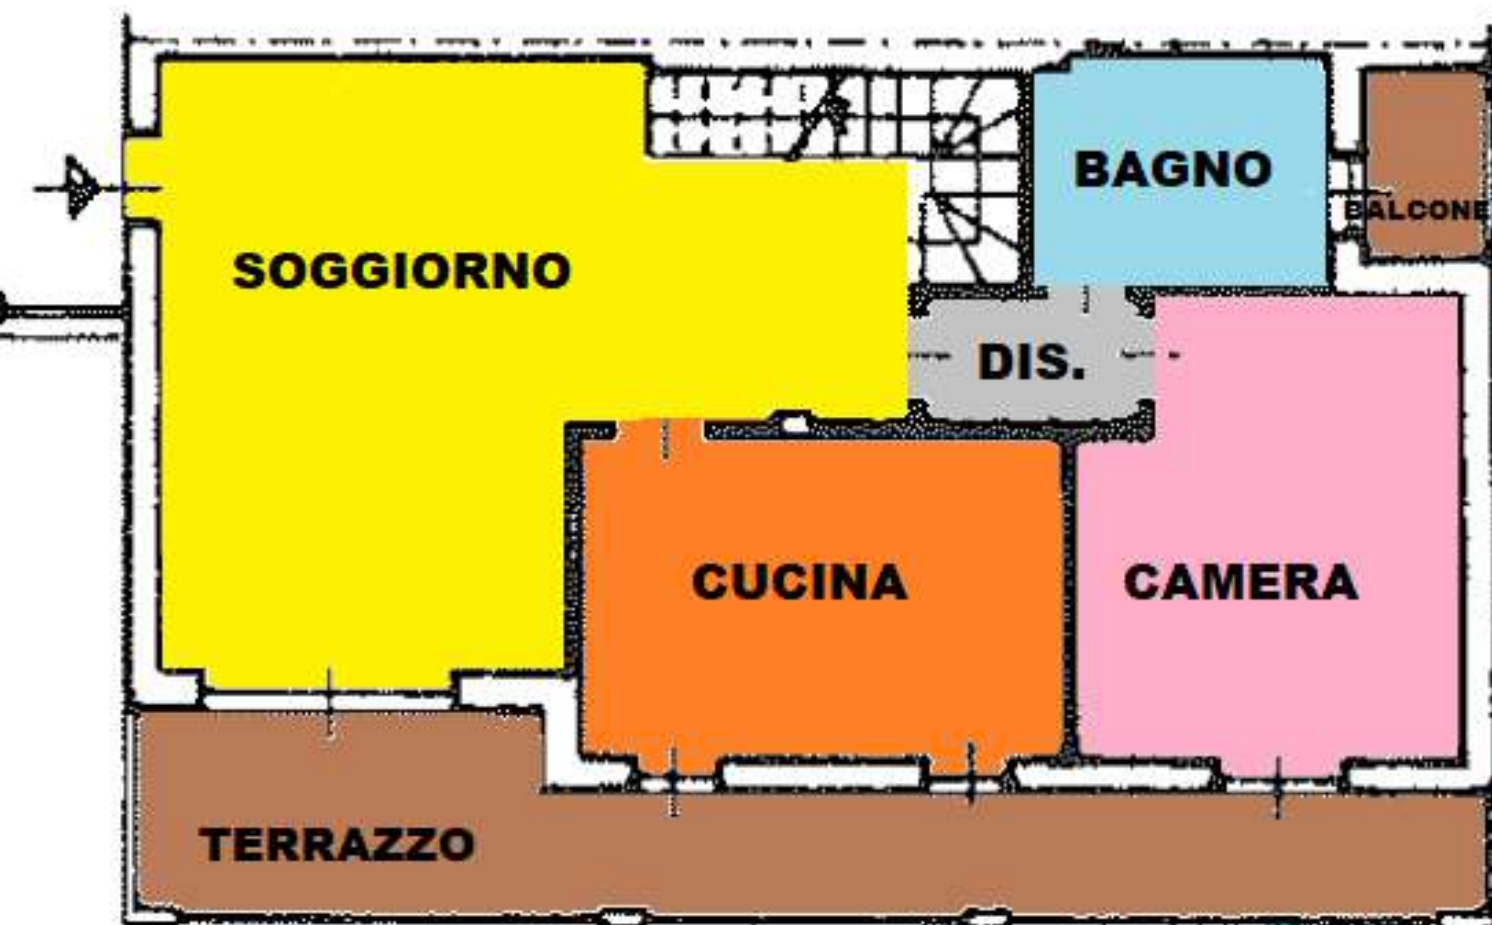 BAGNO
BALCONE
SOGGIORNO
DIS.
CUCINA
CAMERA
TERRAZZO